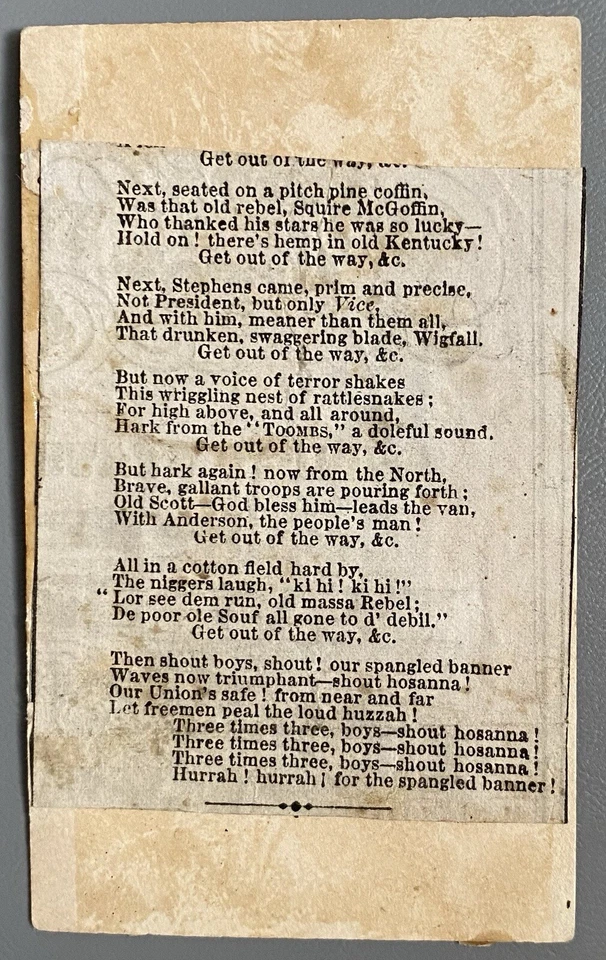 Get out of the way, &c.
Next, seated on a pitch pine coffin,
Was that old rebel, Squire McGoffin,
Who thanked his stars he was so lucky—
Hold on ! there's hemp in old Kentucky!
Get out of the way, &c.
Next, Stephens came, prim and precise,
Not President, but only Vice,
And with him, meaner than them all,
That drunken, swaggering blade, Wigfall.
Get out of the way, &c.
But now a voice of terror shakes
This wriggling nest of rattlesnakes ;
For high above, and all around,
Hark from the "TOOMBS," a doleful sound.
Get out of the way, &c.
But hark again ! now from the North,
Brave, gallant troops are pouring forth ;
Old Scott—God bless him—leads the van,
With Anderson, the people's man !
Get out of the way, &c.
All in a cotton field hard by,
The niggers laugh, "ki hi ! ki hi !"
" Lor see dem run, old massa Rebel ;
De poor ole Souf all gone to d' debil."
Get out of the way, &c.
Then shout boys, shout ! our spangled banner
Waves now triumphant—shout hosanna !
Our Union's safe ! from near and far
Let freemen peal the loud huzzah !
Three times three, boys—shout hosanna !
Three times three, boys—shout hosanna !
Three times three, boys—shout hosanna !
Hurrah ! hurrah ! for the spangled banner !